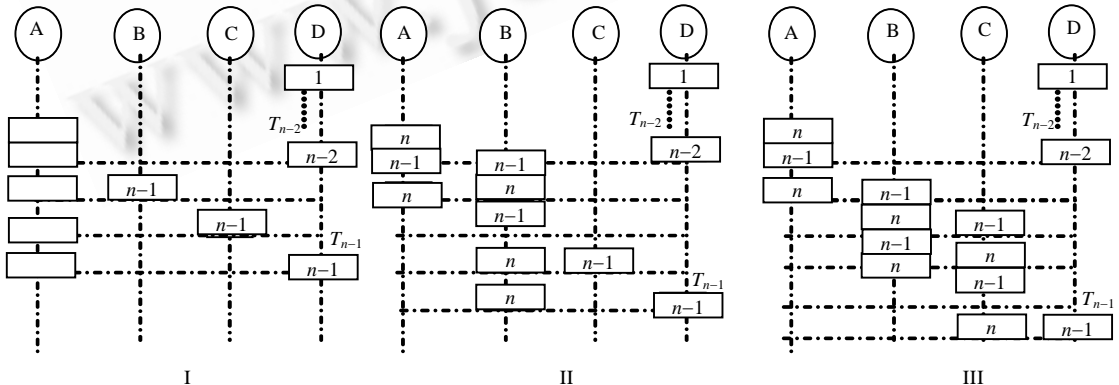 A B C D A B C D A B C D
1 1 1
T_{n−2} T_{n−2} T_{n−2}
n n
n−2 n−1 n−1 n−2 n−1 n−2
n−1 n n n n−1
n−1 n−1 n n−1
T_{n−1} n−1
n−1 n n−1 n n
T_{n−1} n−1 T_{n−1}
n n−1 n n−1
I II III